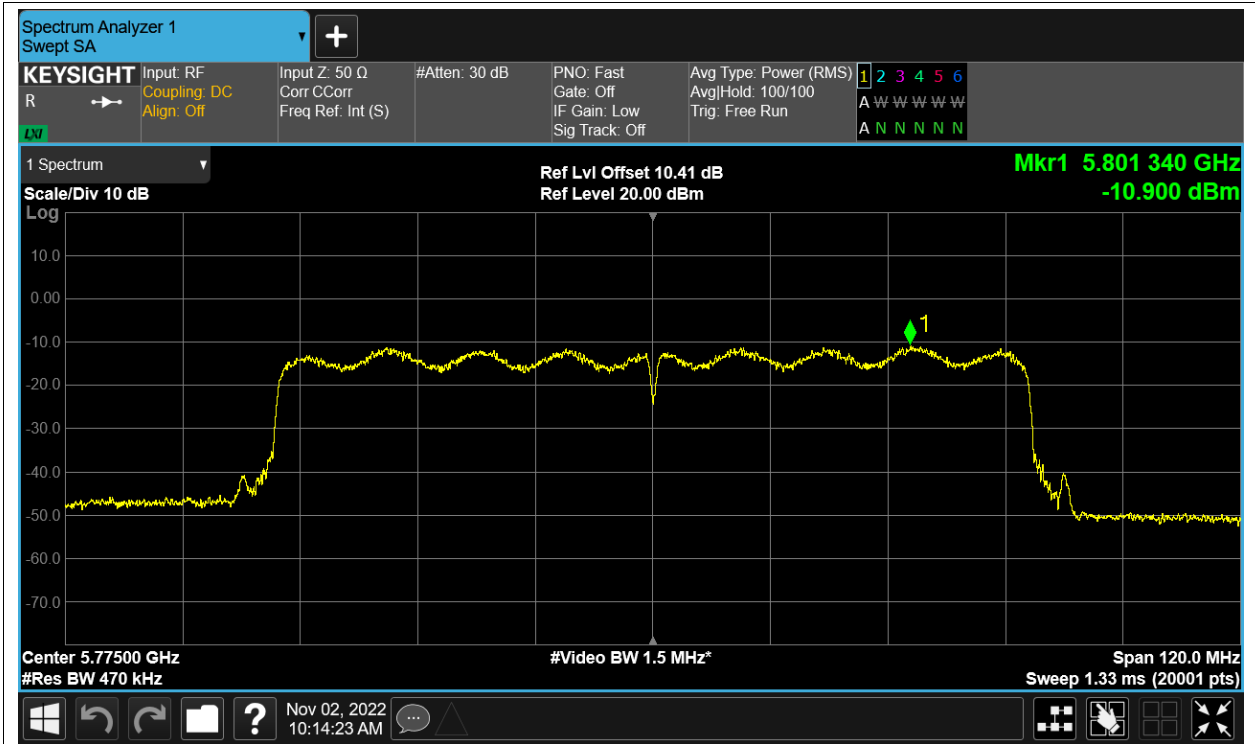 Spectrum Analyzer 1
Swept SA
KEYSIGHT
R
LXI
Input: RF
Coupling: DC
Align: Off
Input Z: 50 Ω
Corr CCorr
Freq Ref: Int (S)
#Atten: 30 dB
PNO: Fast
Gate: Off
IF Gain: Low
Sig Track: Off
Avg Type: Power (RMS)
Avg|Hold: 100/100
Trig: Free Run
1 2 3 4 5 6
A W W W W W
A N N N N N
1 Spectrum
Scale/Div 10 dB
Log
Ref Lvl Offset 10.41 dB
Ref Level 20.00 dBm
Mkr1 5.801 340 GHz
-10.900 dBm
10.0
0.00
-10.0
-20.0
-30.0
-40.0
-50.0
-60.0
-70.0
1
Center 5.77500 GHz
#Res BW 470 kHz
#Video BW 1.5 MHz*
Span 120.0 MHz
Sweep 1.33 ms (20001 pts)
?
Nov 02, 2022
10:14:23 AM